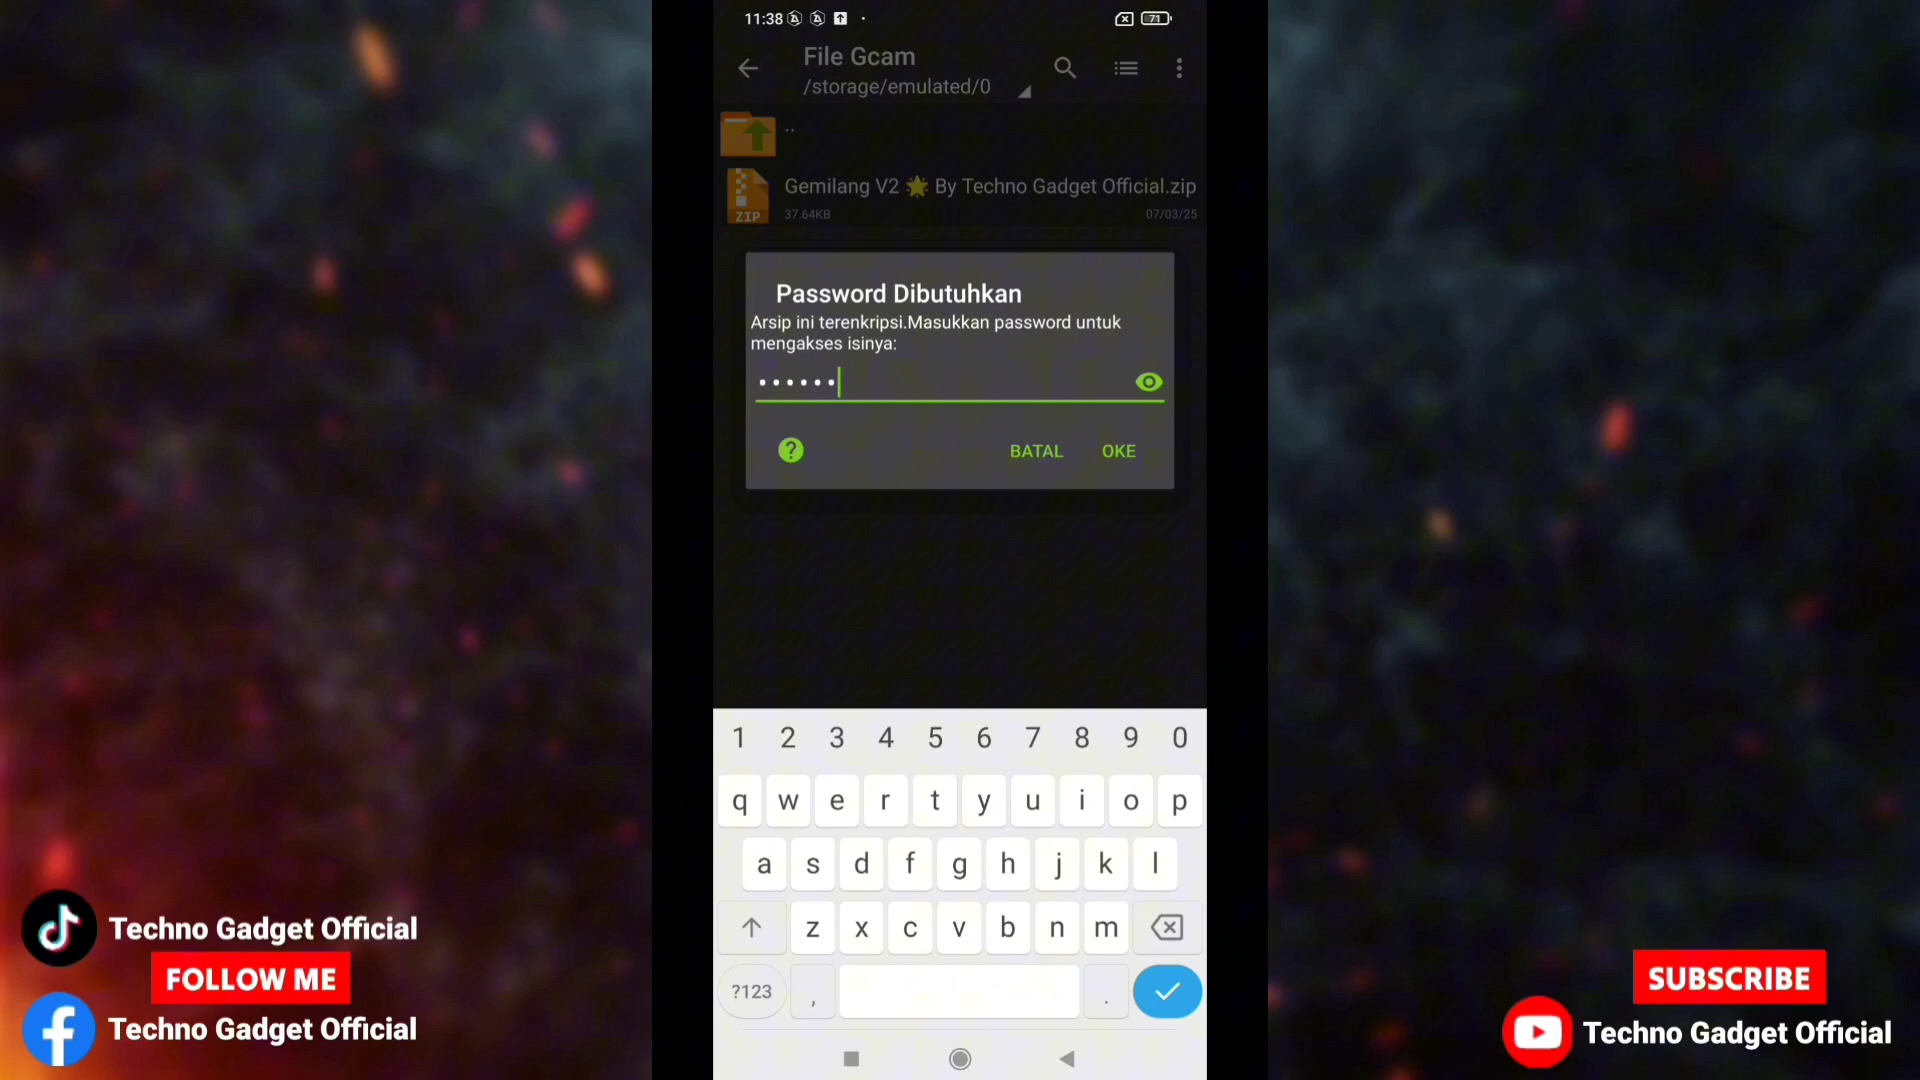 11:38
71
File Gcam
/storage/emulated/0
..
Gemilang V2 🌟 By Techno Gadget Official.zip
ZIP
37.64KB
07/03/25
Password Dibutuhkan
Arsip ini terenkripsi.Masukkan password untuk
mengakses isinya:
••••••
?
BATAL
OKE
1 2 3 4 5 6 7 8 9 0
q w e r t y u i o p
a s d f g h j k l
z x c v b n m
?123 , .
Techno Gadget Official
FOLLOW ME
Techno Gadget Official
SUBSCRIBE
Techno Gadget Official